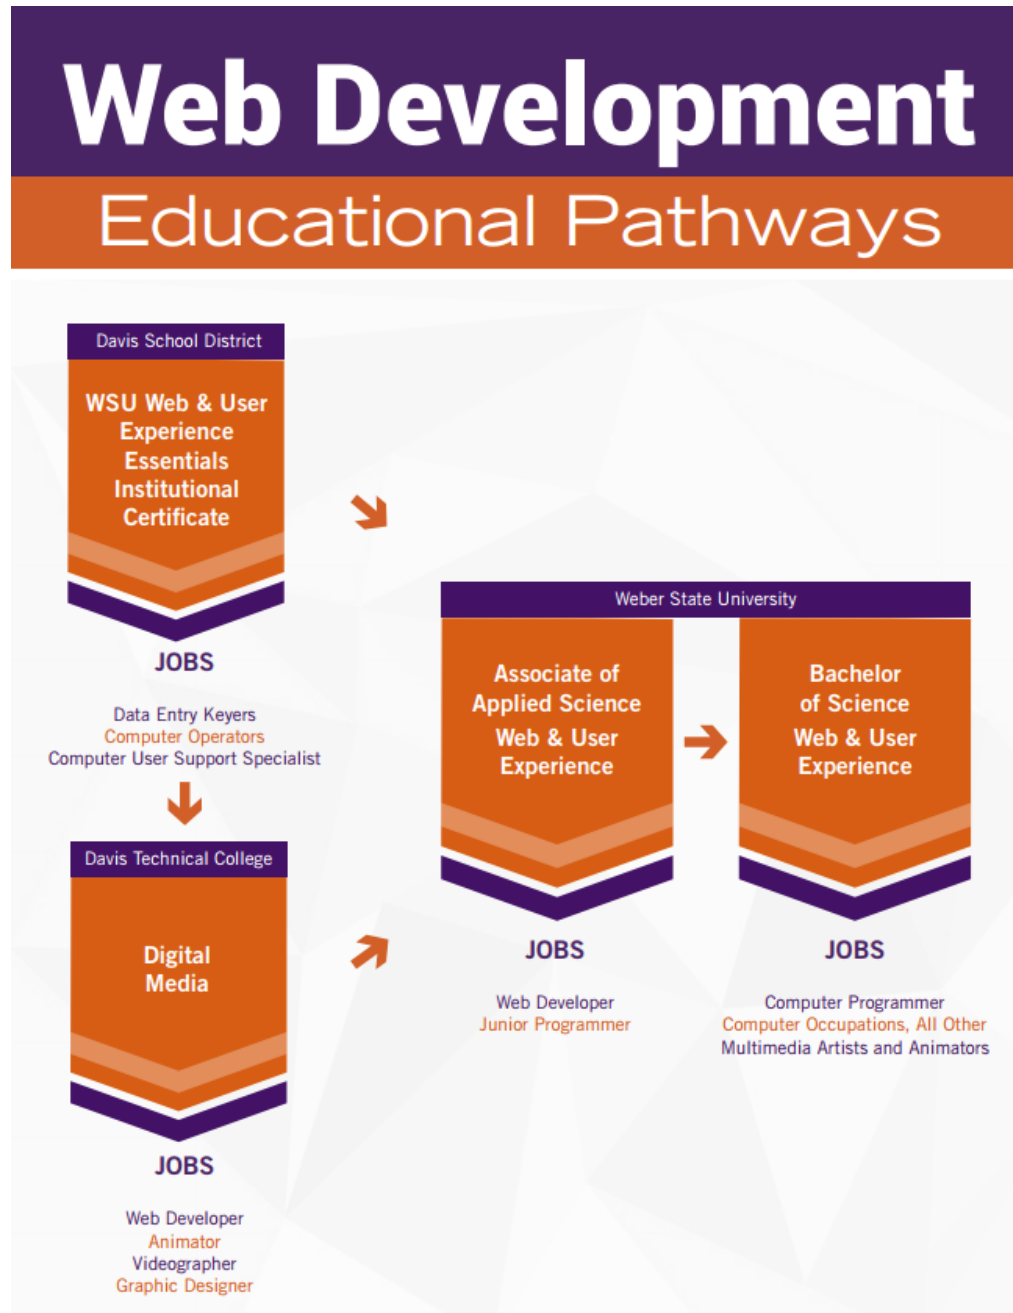 Web Development
Educational Pathways
Davis School District
WSU Web & User
Experience
Essentials
Institutional
Certificate
JOBS
Data Entry Keyers
Computer Operators
Computer User Support Specialist
Davis Technical College
Digital
Media
JOBS
Web Developer
Animator
Videographer
Graphic Designer
Weber State University
Associate of
Applied Science
Web & User
Experience
JOBS
Web Developer
Junior Programmer
Bachelor
of Science
Web & User
Experience
JOBS
Computer Programmer
Computer Occupations, All Other
Multimedia Artists and Animators